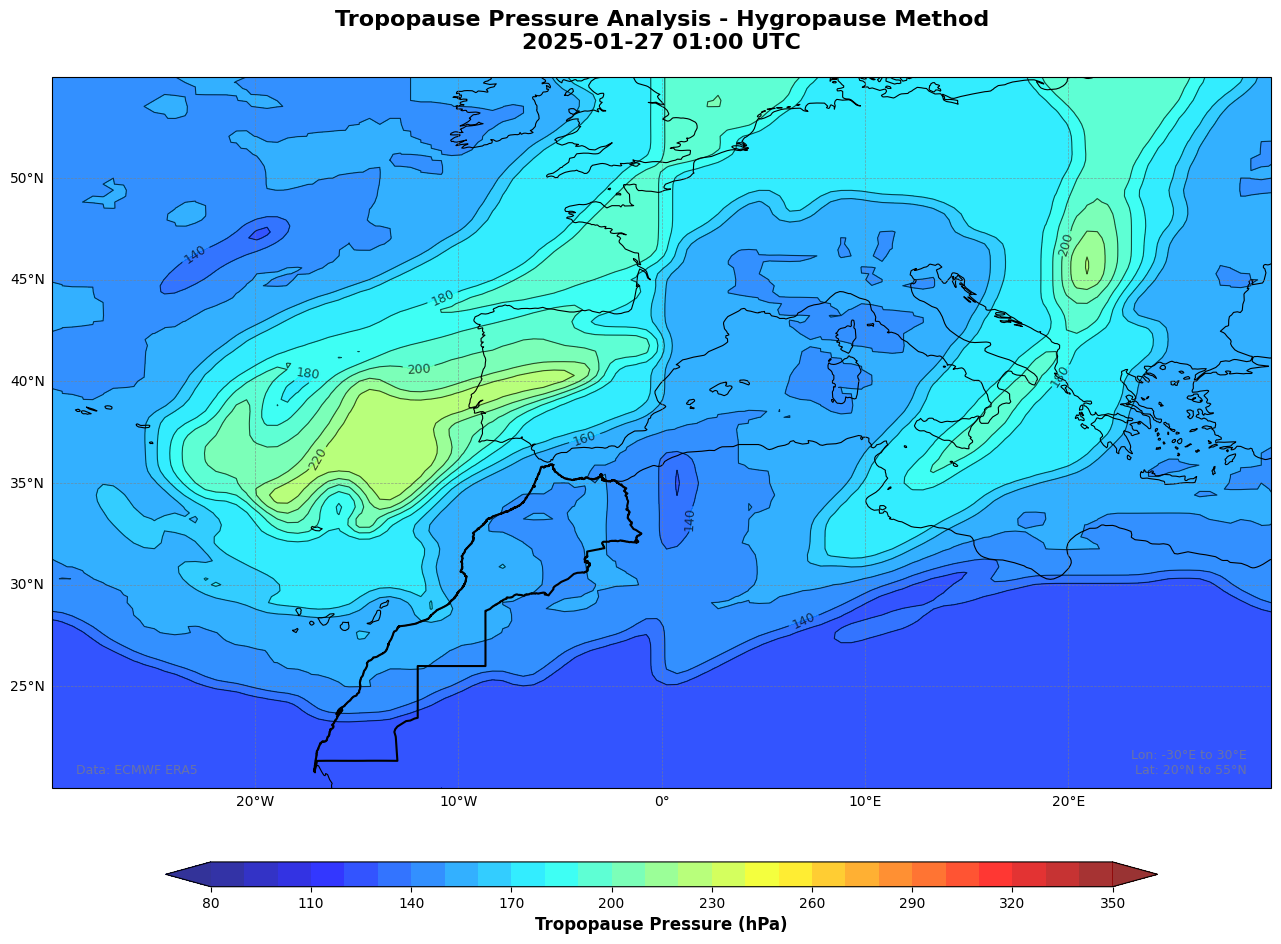 Tropopause Pressure Analysis - Hygropause Method
2025-01-27 01:00 UTC
50°N
45°N
40°N
35°N
30°N
25°N
140
180
180
200
220
160
140
140
200
180
Data: ECMWF ERA5
Lon: -30°E to 30°E
Lat: 20°N to 55°N
20°W
10°W
0°
10°E
20°E
80
110
140
170
200
230
260
290
320
350
Tropopause Pressure (hPa)